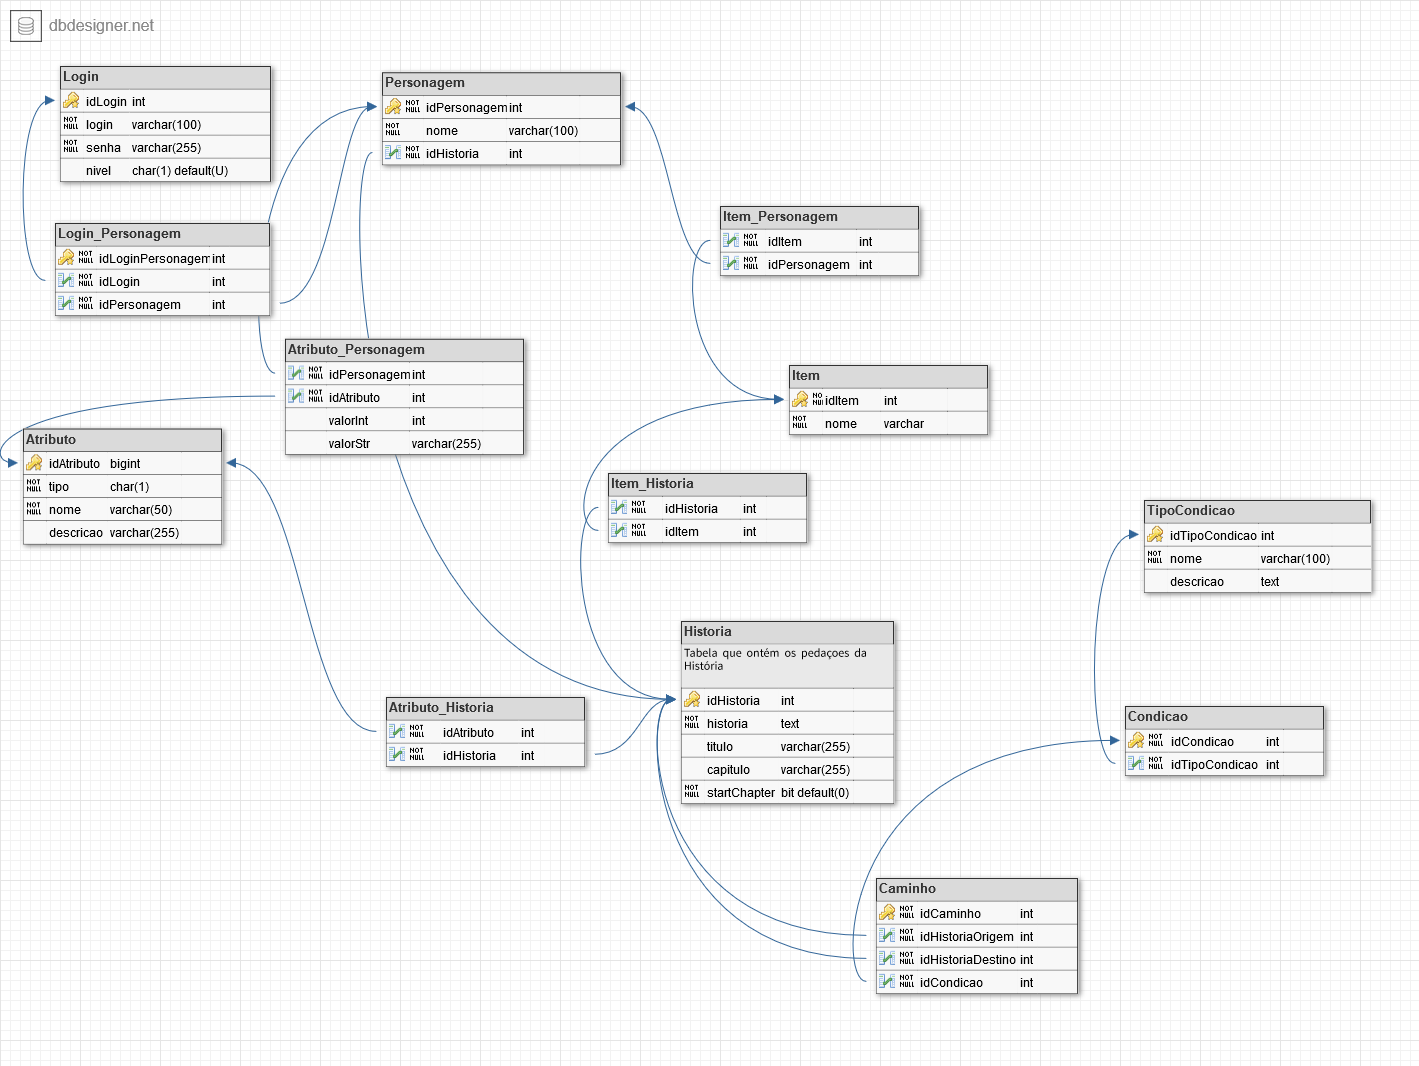 dbdesigner.net
Login
idLogin int
NOT NULL login varchar(100)
NOT NULL senha varchar(255)
nivel char(1) default(U)
Personagem
NOT NULL idPersonagem int
NOT NULL nome varchar(100)
NOT NULL idHistoria int
Login_Personagem
NOT NULL idLoginPersonagem int
NOT NULL idLogin int
NOT NULL idPersonagem int
Item_Personagem
NOT NULL idItem int
NOT NULL idPersonagem int
Atributo_Personagem
NOT NULL idPersonagem int
NOT NULL idAtributo int
valorInt int
valorStr varchar(255)
Item
NO NU idItem int
NOT NULL nome varchar
Atributo
idAtributo bigint
NOT NULL tipo char(1)
NOT NULL nome varchar(50)
descricao varchar(255)
Item_Historia
NOT NULL idHistoria int
NOT NULL idItem int
TipoCondicao
idTipoCondicao int
NOT NULL nome varchar(100)
descricao text
Historia
Tabela que ontém os pedaçoes da
História
idHistoria int
NOT NULL historia text
titulo varchar(255)
capitulo varchar(255)
NOT NULL startChapter bit default(0)
Atributo_Historia
NOT NULL idAtributo int
NOT NULL idHistoria int
Condicao
NOT NULL idCondicao int
NOT NULL idTipoCondicao int
Caminho
NOT NULL idCaminho int
NOT NULL idHistoriaOrigem int
NOT NULL idHistoriaDestino int
NOT NULL idCondicao int